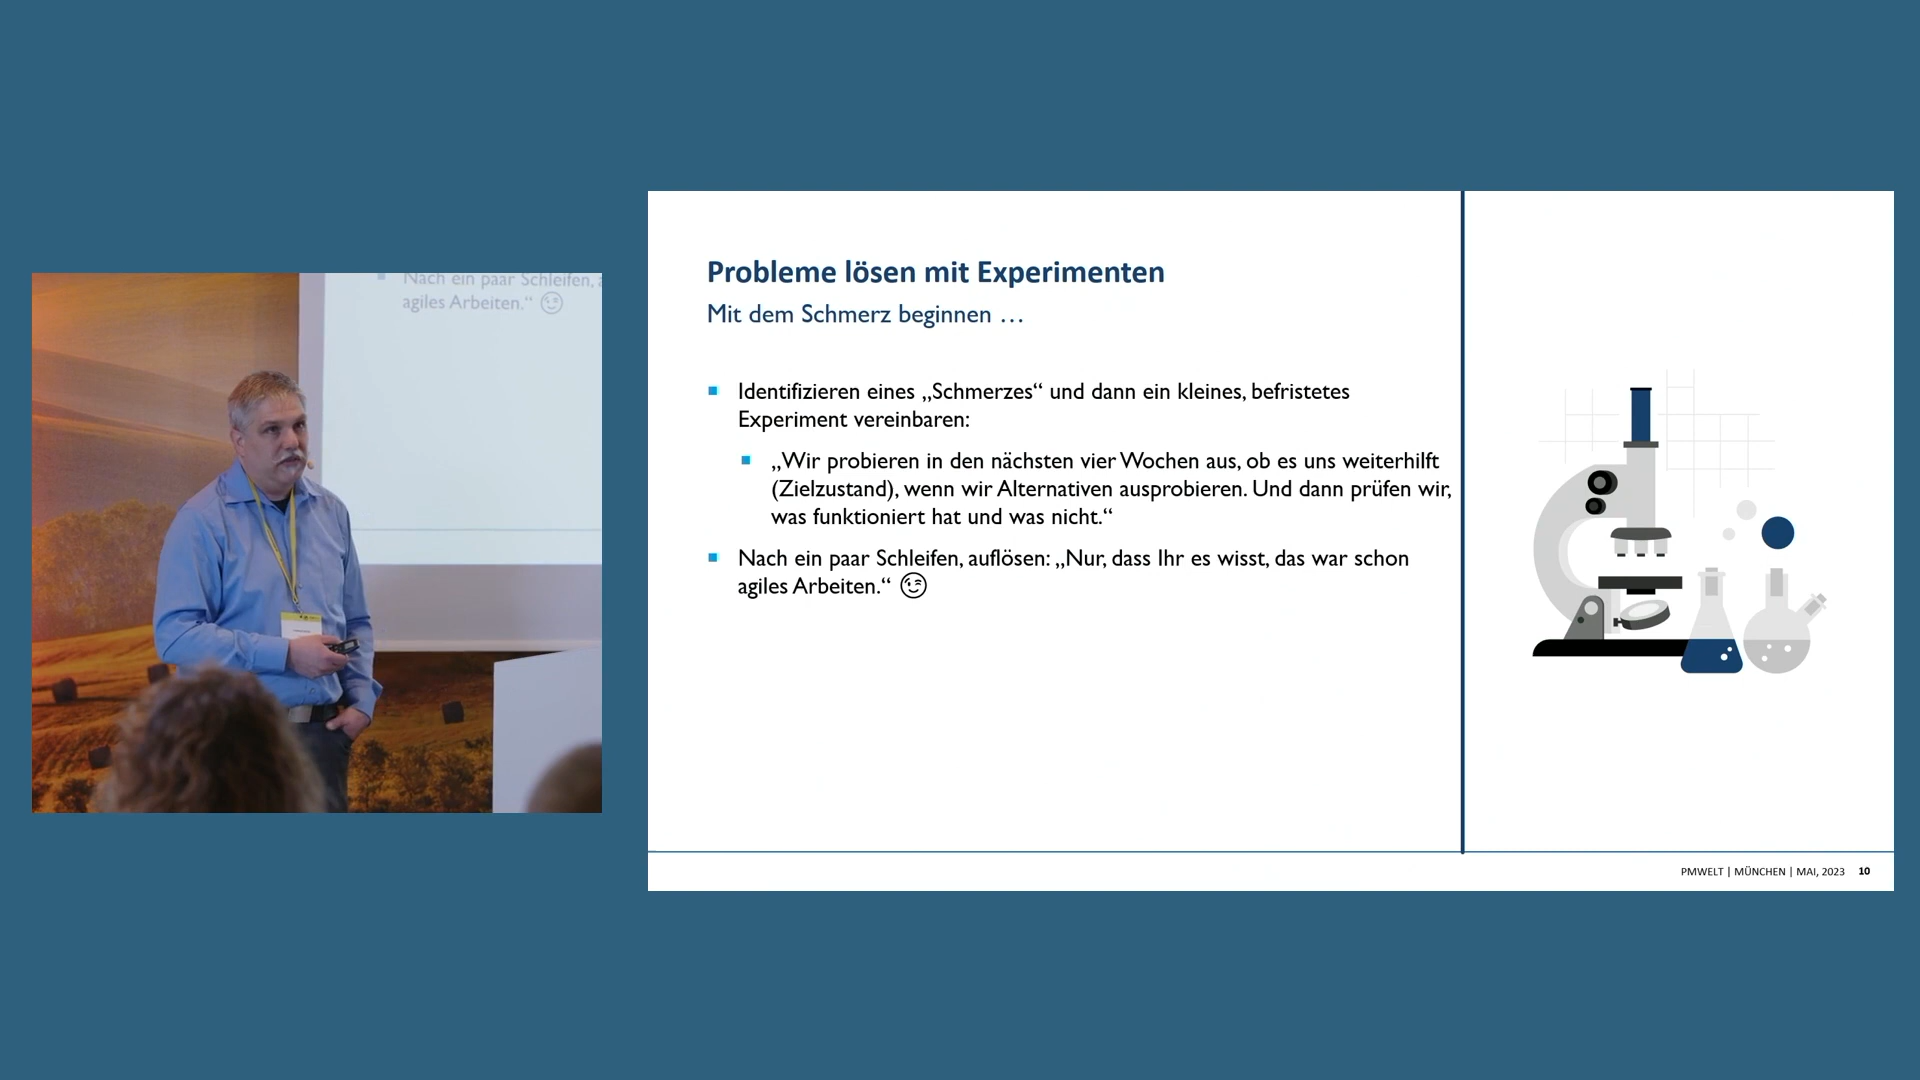 Nach ein paar Schleifen,
agiles Arbeiten.“ 😉
Probleme lösen mit Experimenten
Mit dem Schmerz beginnen …
▪ Identifizieren eines „Schmerzes“ und dann ein kleines, befristetes
Experiment vereinbaren:
▪ „Wir probieren in den nächsten vier Wochen aus, ob es uns weiterhilft
(Zielzustand), wenn wir Alternativen ausprobieren. Und dann prüfen wir,
was funktioniert hat und was nicht.“
▪ Nach ein paar Schleifen, auflösen: „Nur, dass Ihr es wisst, das war schon
agiles Arbeiten.“ 😉
PMWELT | MÜNCHEN | MAI, 2023 10